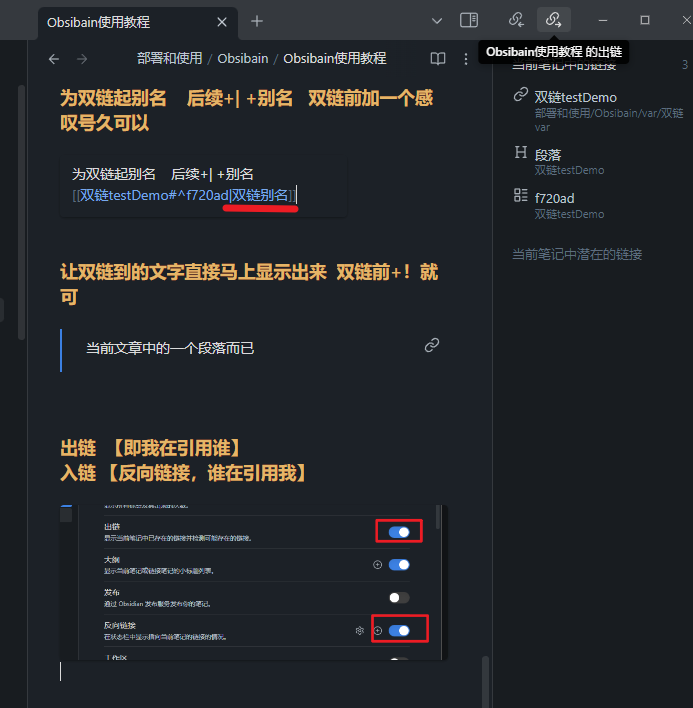 Obsibain使用教程
部署和使用 / Obsibain / Obsibain使用教程
Obsibain使用教程 的出链
当前笔记中的链接
3
为双链起别名 后续+| +别名 双链前加一个感
叹号久可以
为双链起别名 后续+| +别名
[[双链testDemo#^f720ad|双链别名]]
让双链到的文字直接马上显示出来 双链前+！就
可
当前文章中的一个段落而已
出链 【即我在引用谁】
入链 【反向链接，谁在引用我】
出链
显示当前笔记中已存在的链接并检测可能存在的链接。
大纲
显示当前笔记或链接笔记的小标题列表。
发布
通过 Obsidian 发布服务发布你的笔记。
反向链接
在状态栏中显示指向当前笔记的链接的情况。
工作区
双链testDemo
部署和使用/Obsibain/var/双链
var
段落
双链testDemo
f720ad
双链testDemo
当前笔记中潜在的链接